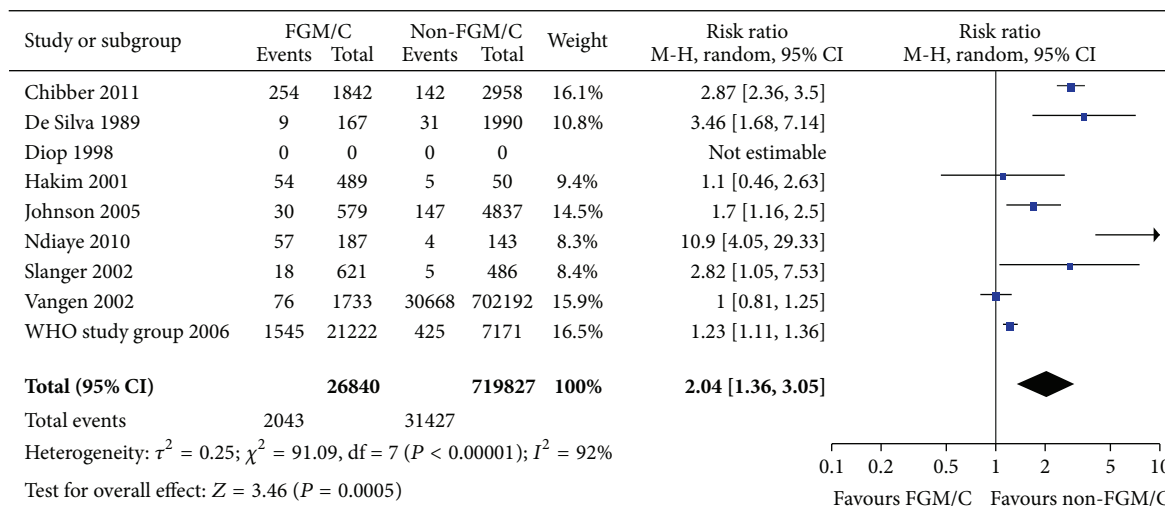 Study or subgroup FGM/C Non-FGM/C Weight Risk ratio Risk ratio
Events Total Events Total M-H, random, 95% CI M-H, random, 95% CI
Chibber 2011 254 1842 142 2958 16.1% 2.87 [2.36, 3.5]
De Silva 1989 9 167 31 1990 10.8% 3.46 [1.68, 7.14]
Diop 1998 0 0 0 0 Not estimable
Hakim 2001 54 489 5 50 9.4% 1.1 [0.46, 2.63]
Johnson 2005 30 579 147 4837 14.5% 1.7 [1.16, 2.5]
Ndiaye 2010 57 187 4 143 8.3% 10.9 [4.05, 29.33]
Slanger 2002 18 621 5 486 8.4% 2.82 [1.05, 7.53]
Vangen 2002 76 1733 30668 702192 15.9% 1 [0.81, 1.25]
WHO study group 2006 1545 21222 425 7171 16.5% 1.23 [1.11, 1.36]
Total (95% CI) 26840 719827 100% 2.04 [1.36, 3.05]
Total events 2043 31427
Heterogeneity: τ² = 0.25; χ² = 91.09, df = 7 (P < 0.00001); I² = 92%
Test for overall effect: Z = 3.46 (P = 0.0005)
0.1 0.2 0.5 1 2 5 10
Favours FGM/C Favours non-FGM/C